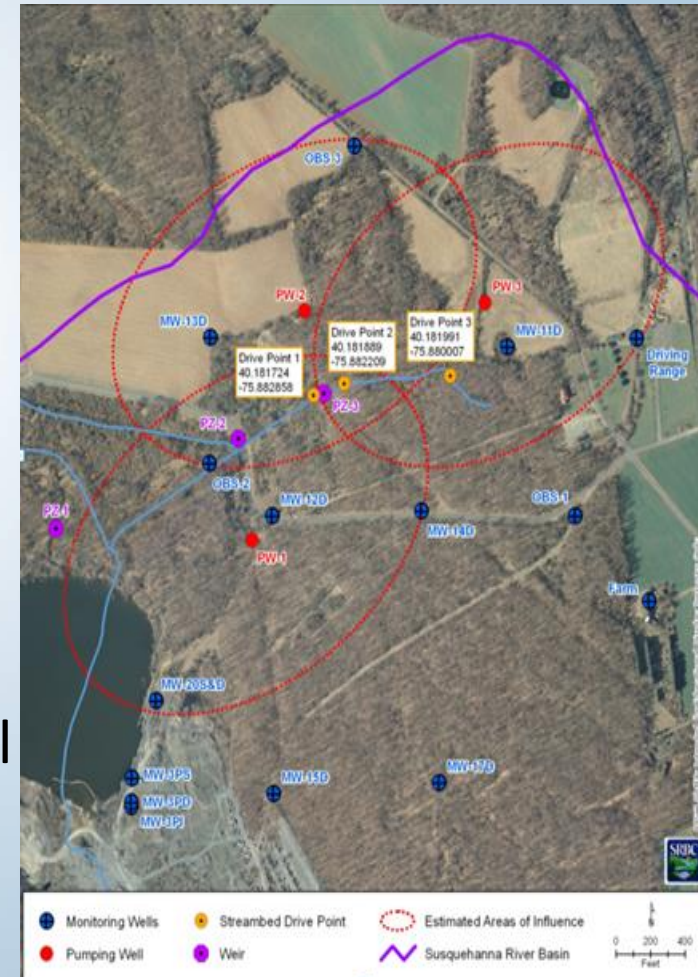 OBS-3
PW-2
PW-3
MW-13D
MW-11D
Driving
Range
Drive Point 1
40.181724
-75.882858
Drive Point 2
40.181889
-75.882209
Drive Point 3
40.181991
-75.880007
PZ-3
PZ-2
OBS-2
PZ-1
MW-12D
MW-14D
OBS-1
PW-1
Farm
MW-20S&D
MW-3PS
MW-3PD
MW-3PI
MW-15D
MW-17D
SRBC
Monitoring Wells
Streambed Drive Point
Estimated Areas of Influence
Pumping Well
Weir
Susquehanna River Basin
0 200 400
Feet